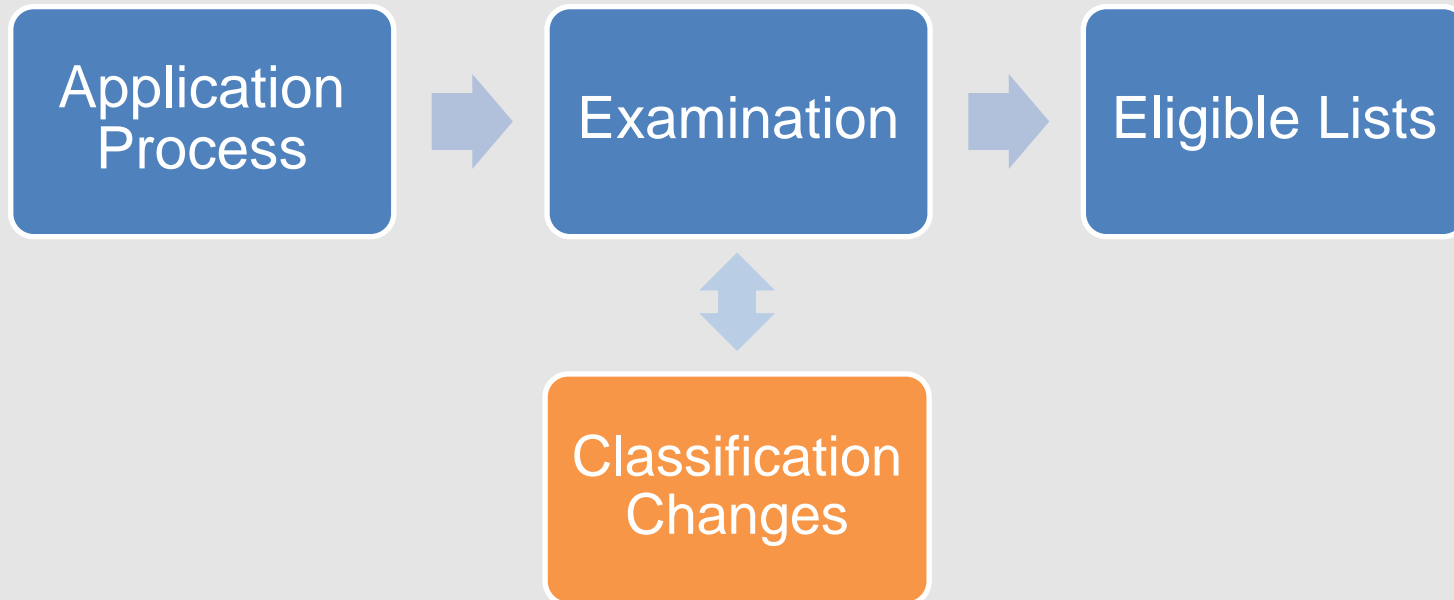 Application
Process
Examination
Eligible Lists
Classification
Changes